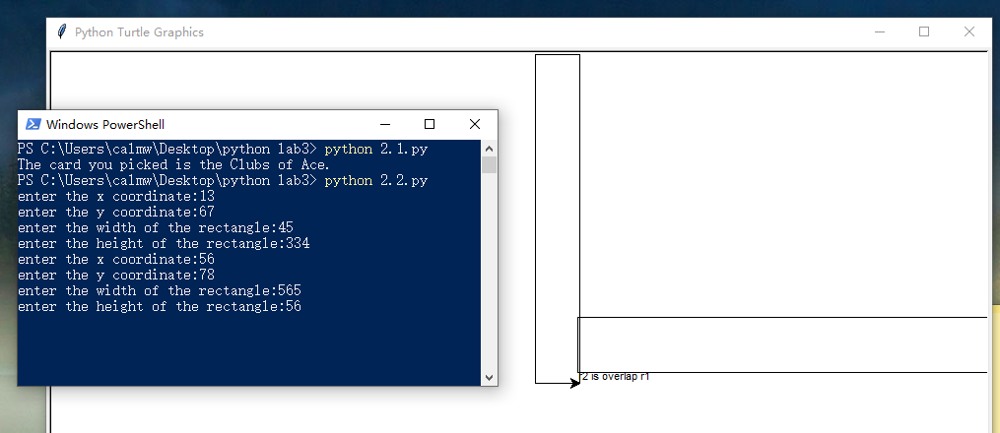 Python Turtle Graphics
Windows PowerShell
PS C:\Users\calmw\Desktop\python lab3> python 2.1.py
The card you picked is the Clubs of Ace.
PS C:\Users\calmw\Desktop\python lab3> python 2.2.py
enter the x coordinate:13
enter the y coordinate:67
enter the width of the rectangle:45
enter the height of the rectangle:334
enter the x coordinate:56
enter the y coordinate:78
enter the width of the rectangle:565
enter the height of the rectangle:56
r2 is overlap r1